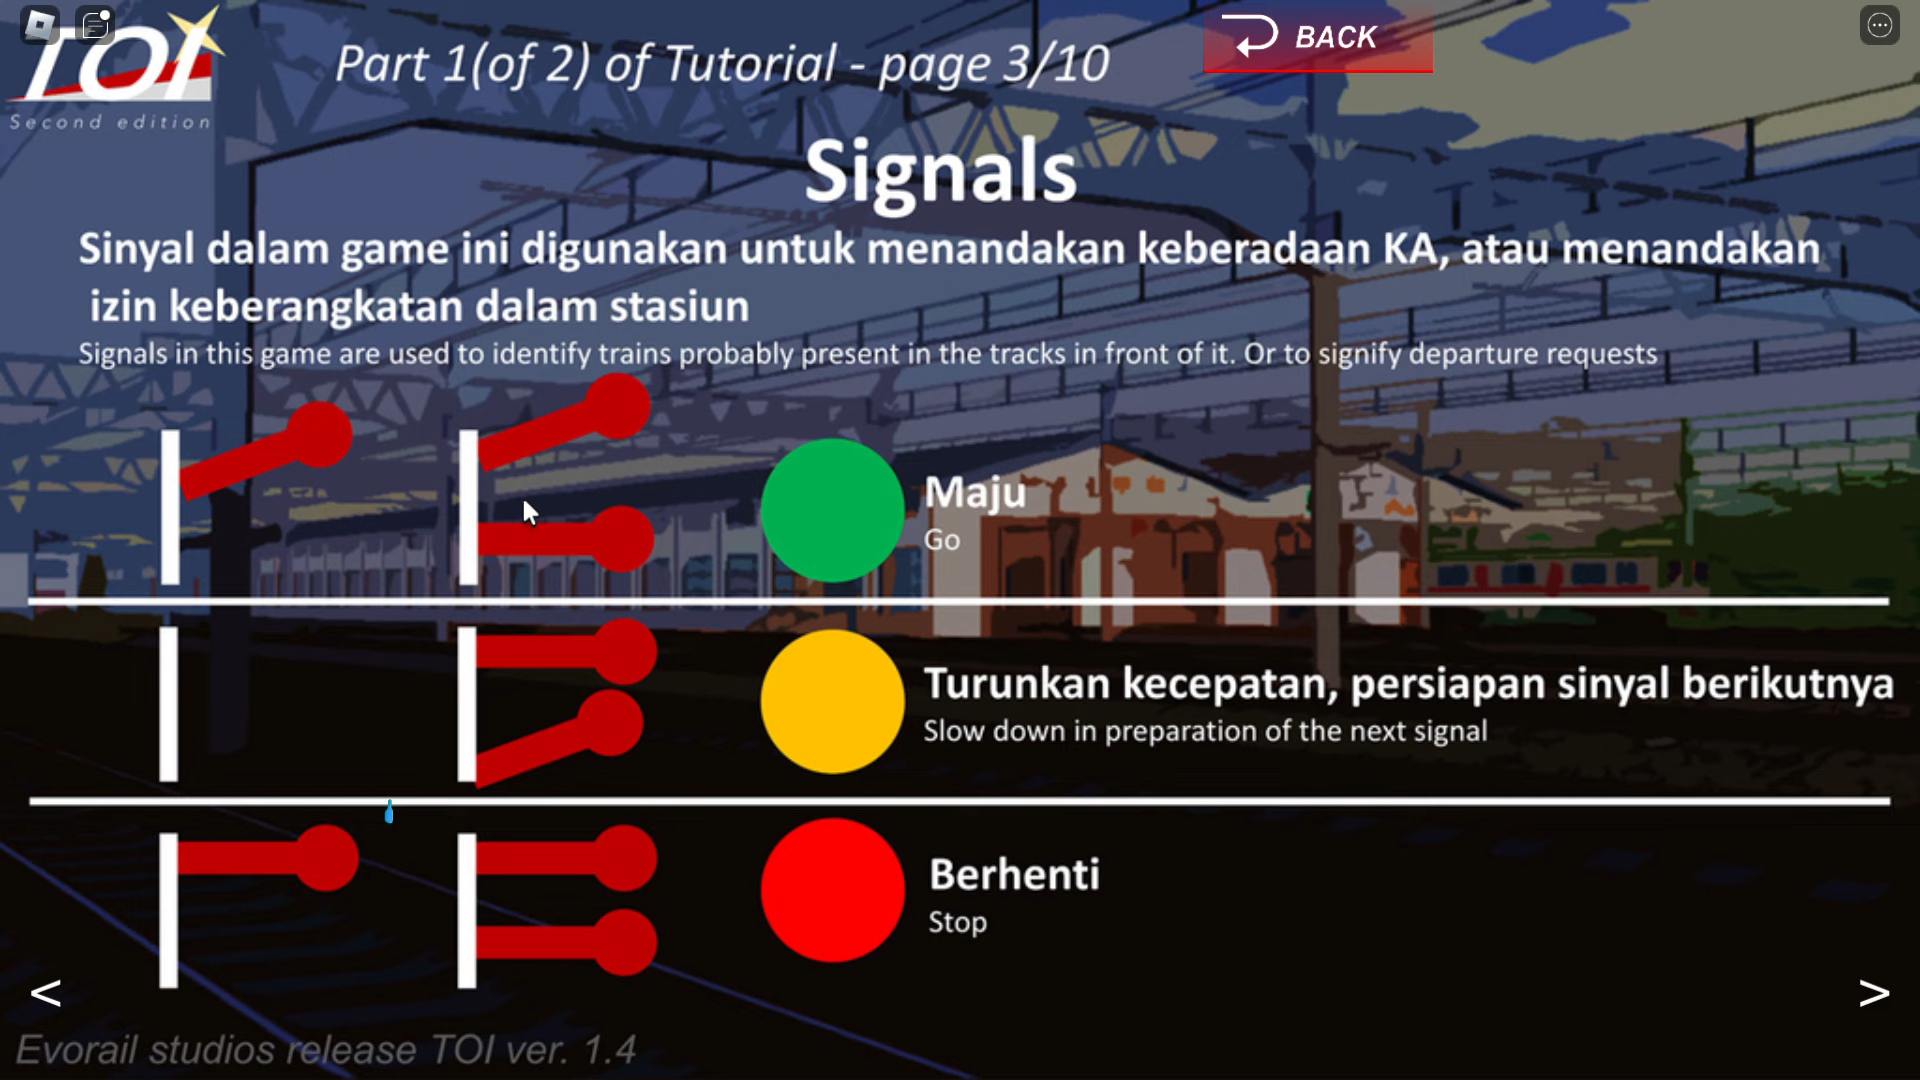 TOI
Second edition
Part 1(of 2) of Tutorial - page 3/10
BACK
Signals
Sinyal dalam game ini digunakan untuk menandakan keberadaan KA, atau menandakan
izin keberangkatan dalam stasiun
Signals in this game are used to identify trains probably present in the tracks in front of it. Or to signify departure requests
Maju
Go
Turunkan kecepatan, persiapan sinyal berikutnya
Slow down in preparation of the next signal
Berhenti
Stop
<
>
Evorail studios release TOI ver. 1.4